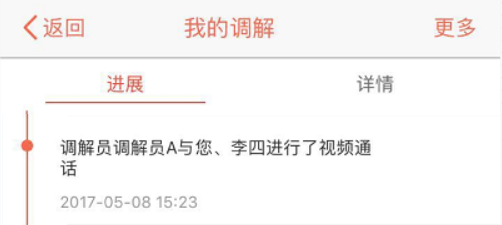 返回
我的调解
更多
进展
详情
调解员调解员A与您、李四进行了视频通
话
2017-05-08 15:23